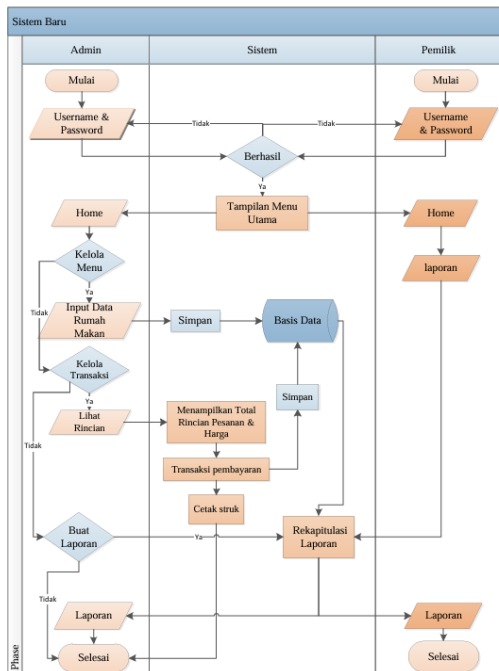 Sistem Baru
Admin
Sistem
Pemilik
Mulai
Mulai
Username &
Password
Tidak
Tidak
Username
& Password
Berhasil
Ya
Home
Tampilan Menu
Utama
Home
Kelola
Menu
laporan
Ya
Tidak
Input Data
Rumah
Makan
Simpan
Basis Data
Kelola
Transaksi
Ya
Simpan
Lihat
Rincian
Menampilkan Total
Rincian Pesanan &
Harga
Tidak
Transaksi pembayaran
Cetak struk
Buat
Laporan
Ya
Rekapitulasi
Laporan
Tidak
Laporan
Laporan
Selesai
Selesai
Phase